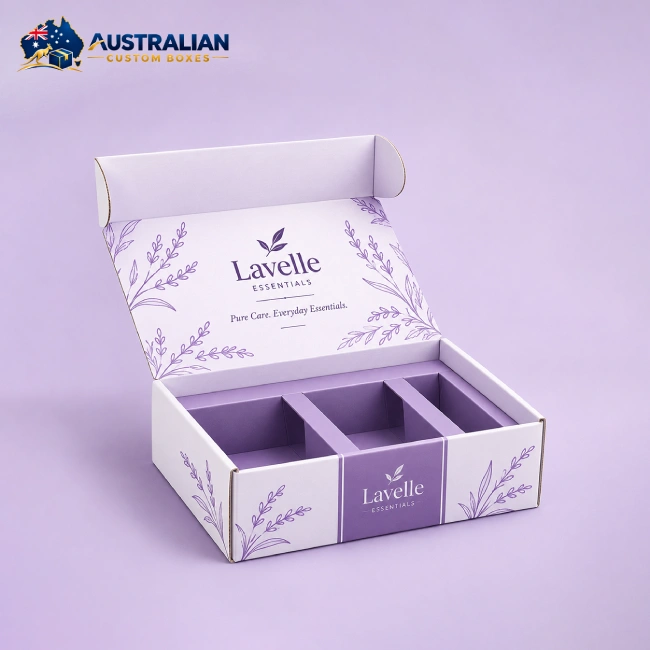 AUSTRALIAN
CUSTOM BOXES
Lavelle
ESSENTIALS
Pure Care. Everyday Essentials.
Lavelle
ESSENTIALS